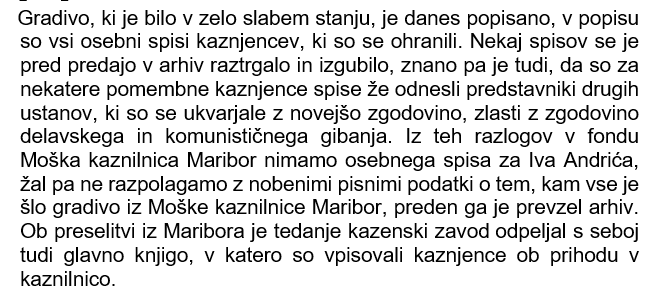 Gradivo, ki je bilo v zelo slabem stanju, je danes popisano, v popisu
so vsi osebni spisi kaznjencev, ki so se ohranili. Nekaj spisov se je
pred predajo v arhiv raztrgalo in izgubilo, znano pa je tudi, da so za
nekatere pomembne kaznjence spise že odnesli predstavniki drugih
ustanov, ki so se ukvarjale z novejšo zgodovino, zlasti z zgodovino
delavskega in komunističnega gibanja. Iz teh razlogov v fondu
Moška kaznilnica Maribor nimamo osebnega spisa za Iva Andrića,
žal pa ne razpolagamo z nobenimi pisnimi podatki o tem, kam vse je
šlo gradivo iz Moške kaznilnice Maribor, preden ga je prevzel arhiv.
Ob preselitvi iz Maribora je tedanje kazenski zavod odpeljal s seboj
tudi glavno knjigo, v katero so vpisovali kaznjence ob prihodu v
kaznilnico.